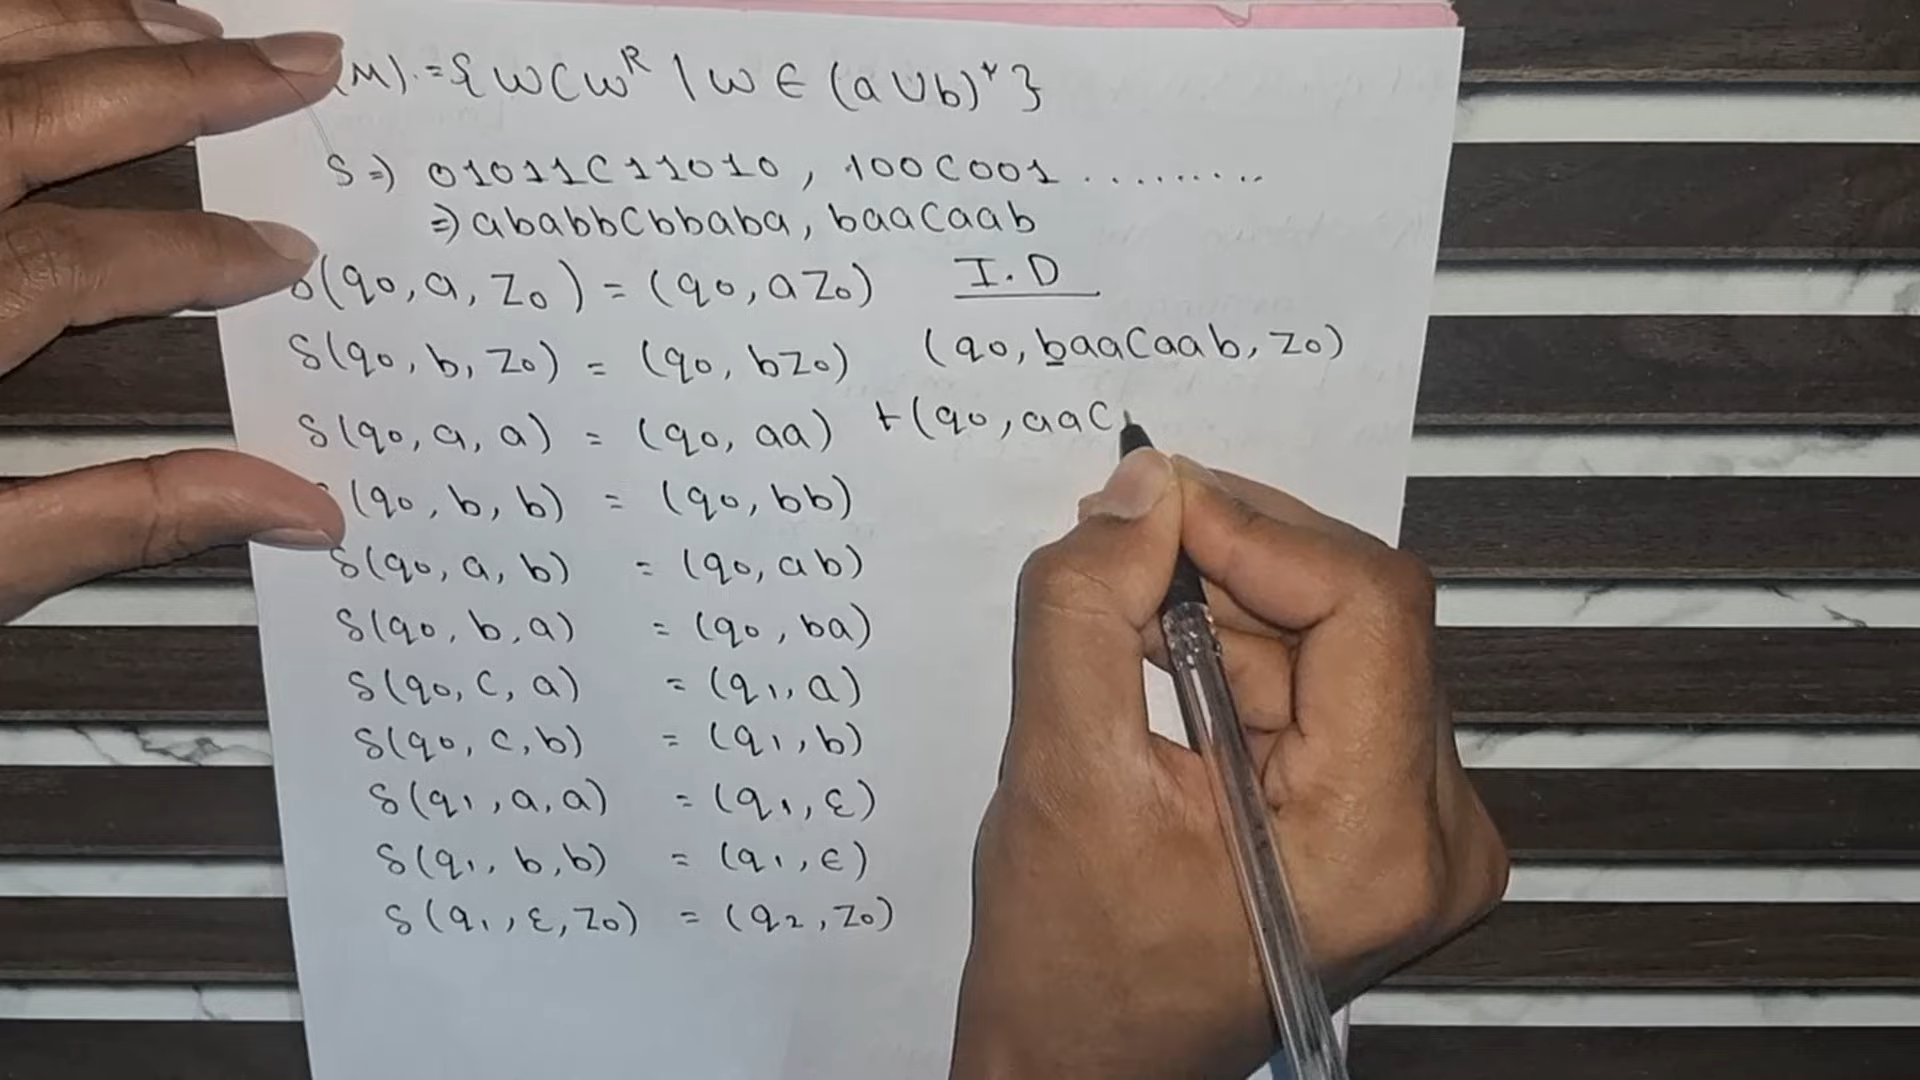 (M). = { WCW^R | W ∈ (a ∪ b)^+ }
S ⇒ 01011C11010, 100C001 .........
⇒ ababbCbbaba, baaCaab
δ(q0, a, Z0) = (q0, aZ0)
δ(q0, b, Z0) = (q0, bZ0)
δ(q0, a, a) = (q0, aa)
(q0, b, b) = (q0, bb)
δ(q0, a, b) = (q0, ab)
δ(q0, b, a) = (q0, ba)
δ(q0, C, a) = (q1, a)
δ(q0, C, b) = (q1, b)
δ(q1, a, a) = (q1, ε)
δ(q1, b, b) = (q1, ε)
δ(q1, ε, Z0) = (q2, Z0)
I.D
(q0, baaCaab, Z0)
⊢ (q0, aaC